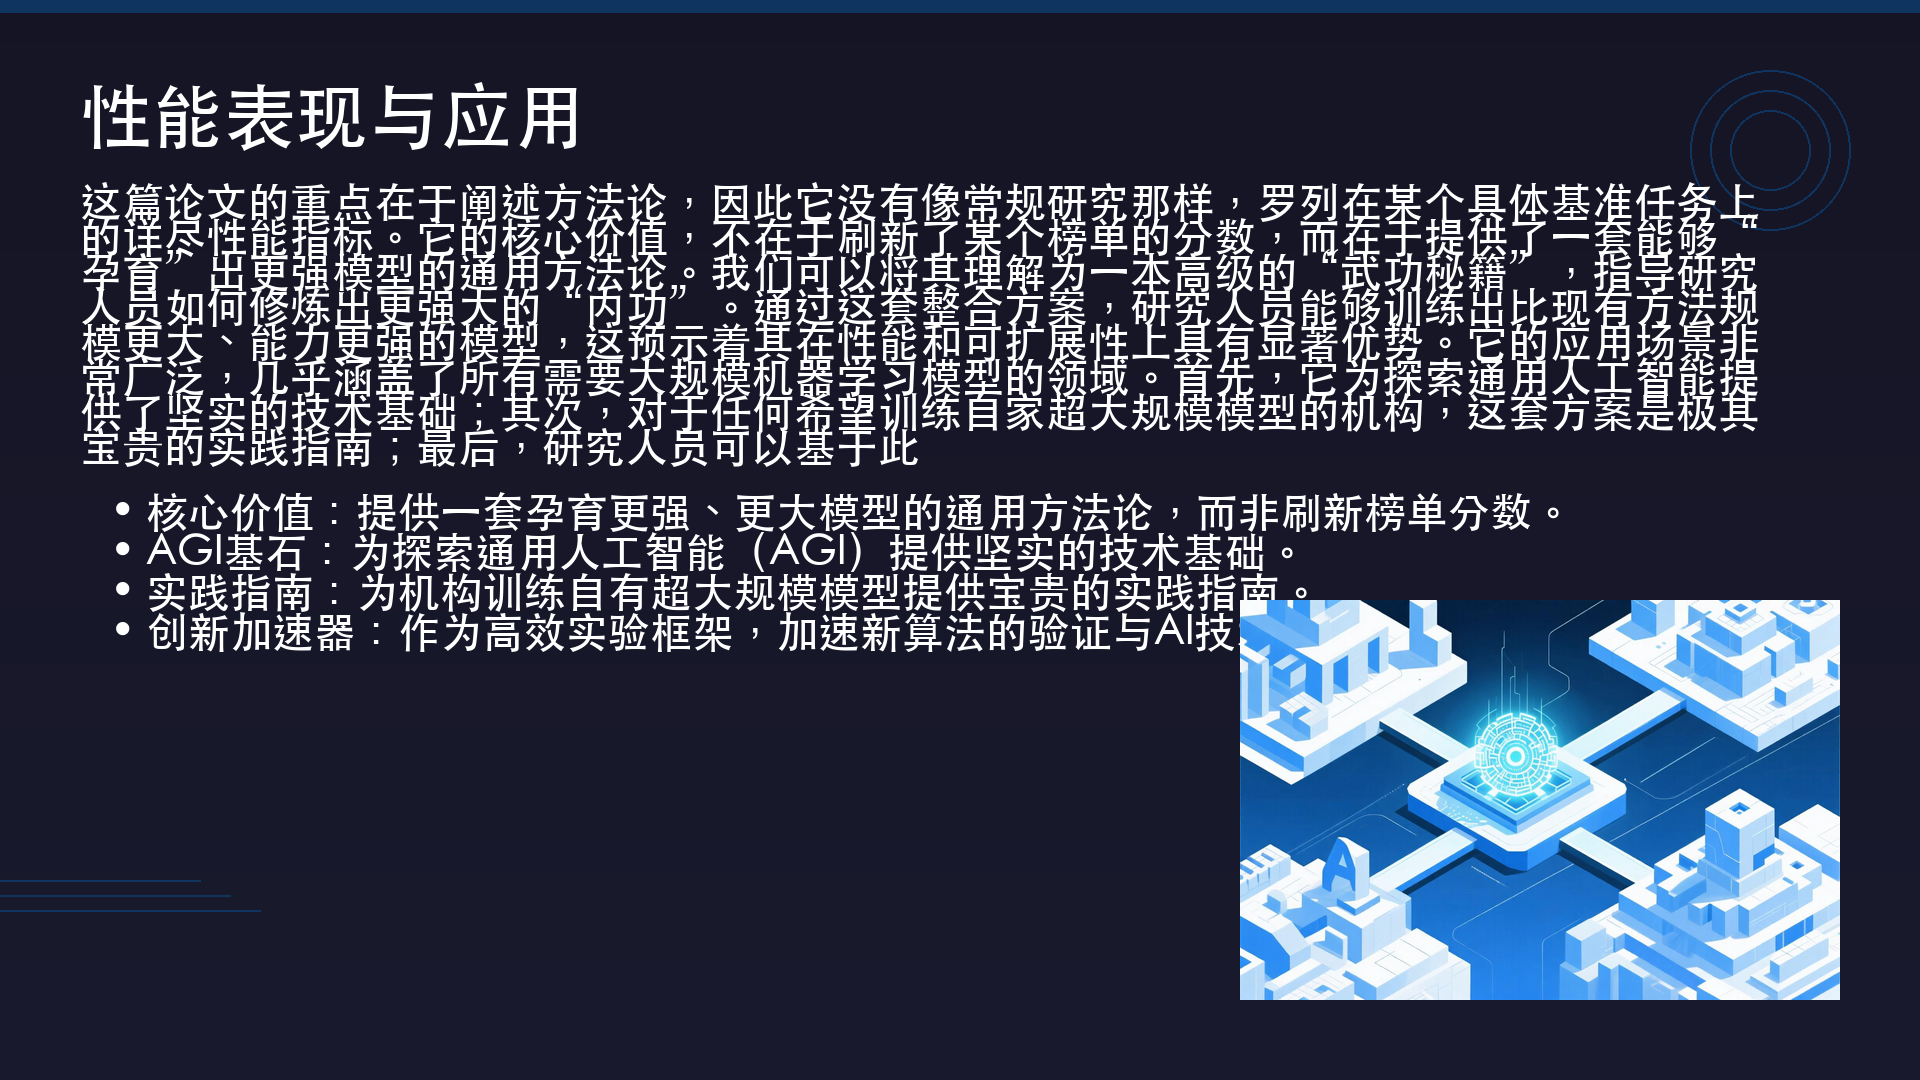 性能表现与应用
这篇论文的重点在于阐述方法论，因此它没有像常规研究那样，罗列在某个具体基准任务上
的详尽性能指标。它的核心价值，不在于刷新了某个榜单的分数，而在于提供了一套能够“
孕育”出更强模型的通用方法论。我们可以将其理解为一本高级的“武功秘籍”，指导研究
人员如何修炼出更强大的“内功”。通过这套整合方案，研究人员能够训练出比现有方法规
模更大、能力更强的模型，这预示着其在性能和可扩展性上具有显著优势。它的应用场景非
常广泛，几乎涵盖了所有需要大规模机器学习模型的领域。首先，它为探索通用人工智能提
供了坚实的技术基础；其次，对于任何希望训练自家超大规模模型的机构，这套方案是极其
宝贵的实践指南；最后，研究人员可以基于此
• 核心价值：提供一套孕育更强、更大模型的通用方法论，而非刷新榜单分数。
• AGI基石：为探索通用人工智能（AGI）提供坚实的技术基础。
• 实践指南：为机构训练自有超大规模模型提供宝贵的实践指南。
• 创新加速器：作为高效实验框架，加速新算法的验证与AI技
A